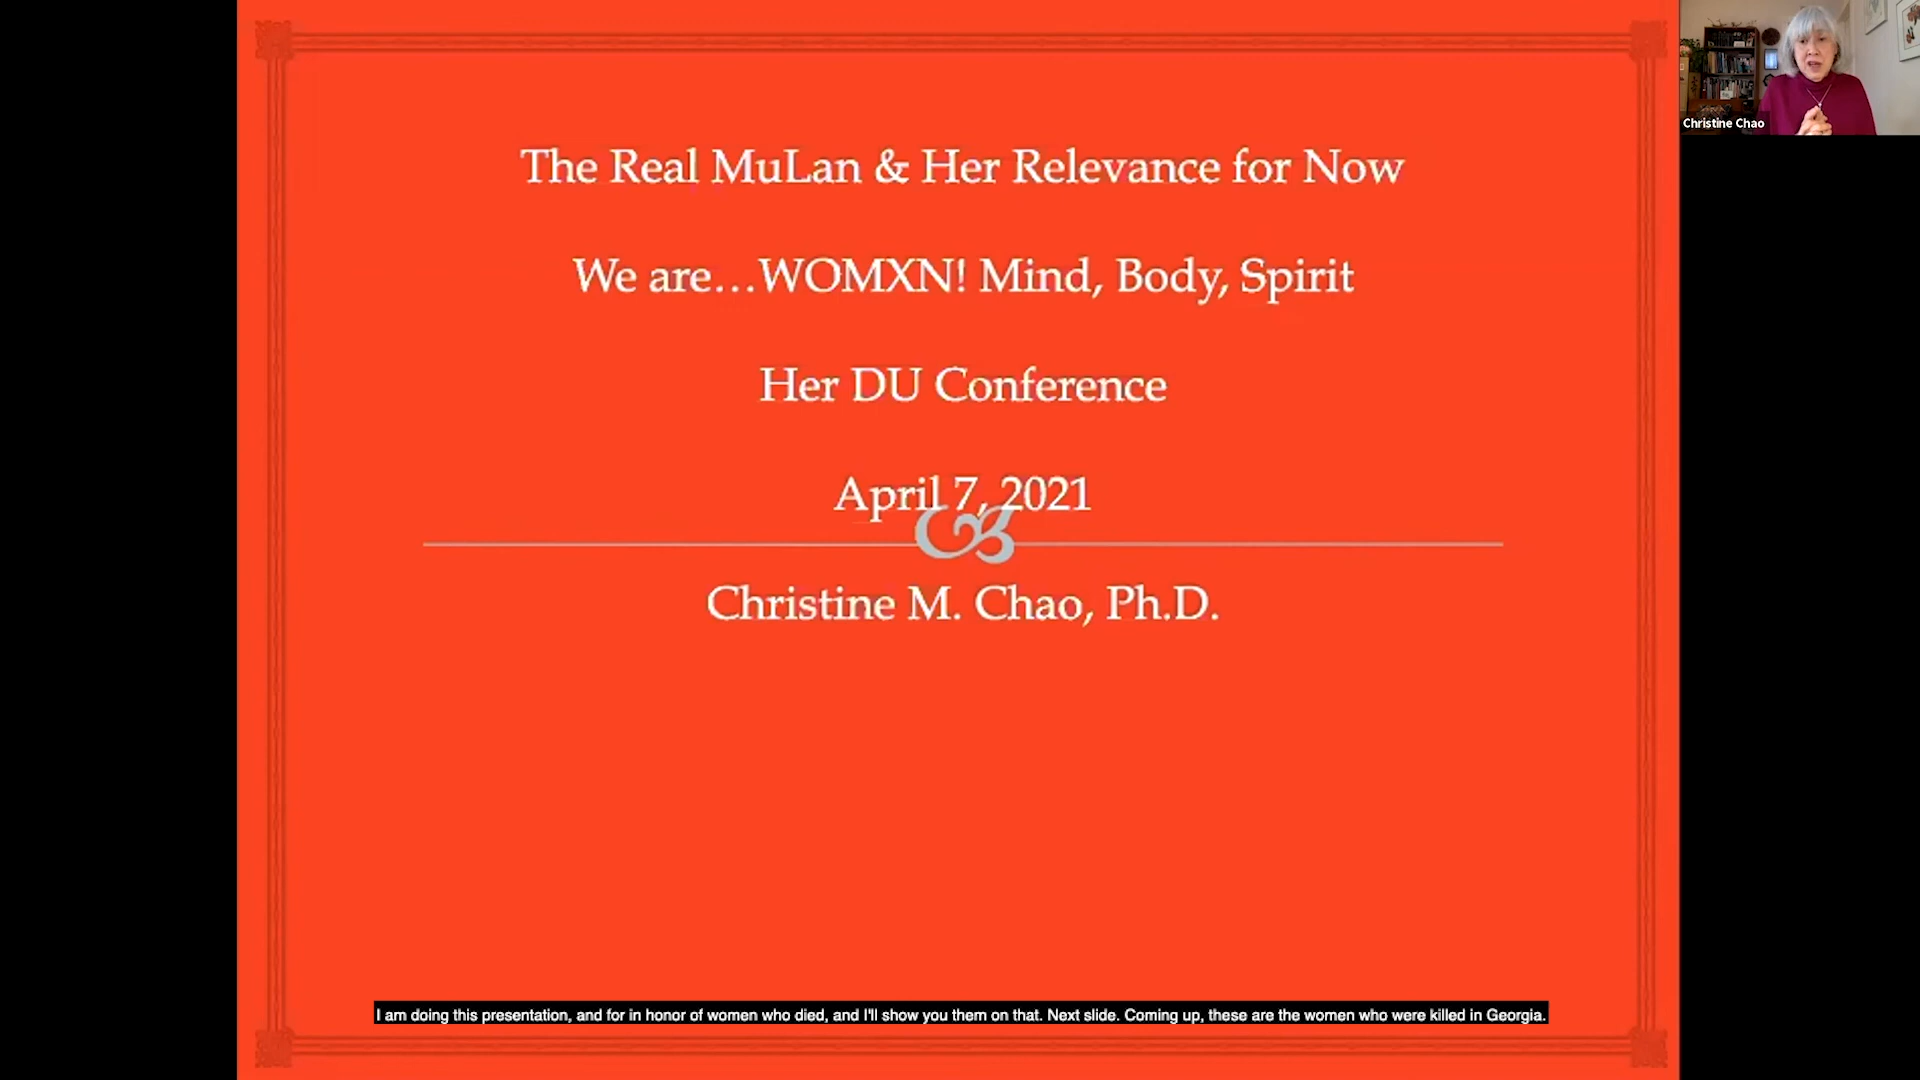 The Real MuLan & Her Relevance for Now
We are...WOMXN! Mind, Body, Spirit
Her DU Conference
April 7, 2021
Christine M. Chao, Ph.D.
Christine Chao
I am doing this presentation, and for in honor of women who died, and I'll show you them on that. Next slide. Coming up, these are the women who were killed in Georgia.